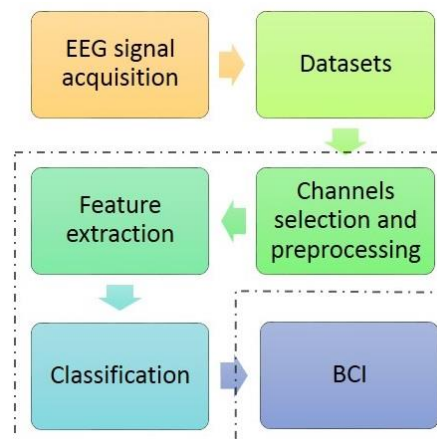 EEG signal
acquisition
Datasets
Channels
selection and
preprocessing
Feature
extraction
Classification
BCI